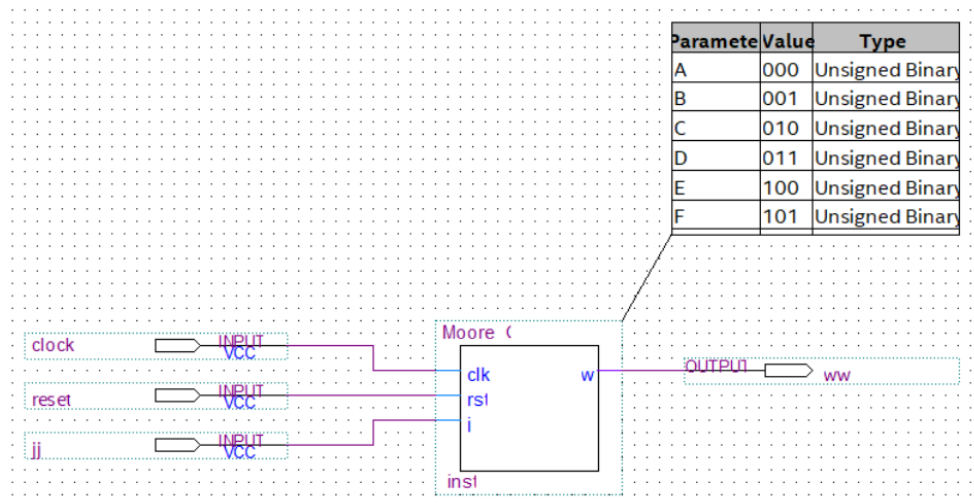 Paramete Value Type
A 000 Unsigned Binary
B 001 Unsigned Binary
C 010 Unsigned Binary
D 011 Unsigned Binary
E 100 Unsigned Binary
F 101 Unsigned Binary
Moore
clock INPUT
VCC
clk w OUTPUT ww
reset INPUT
VCC
rst
jj INPUT
VCC
j
inst